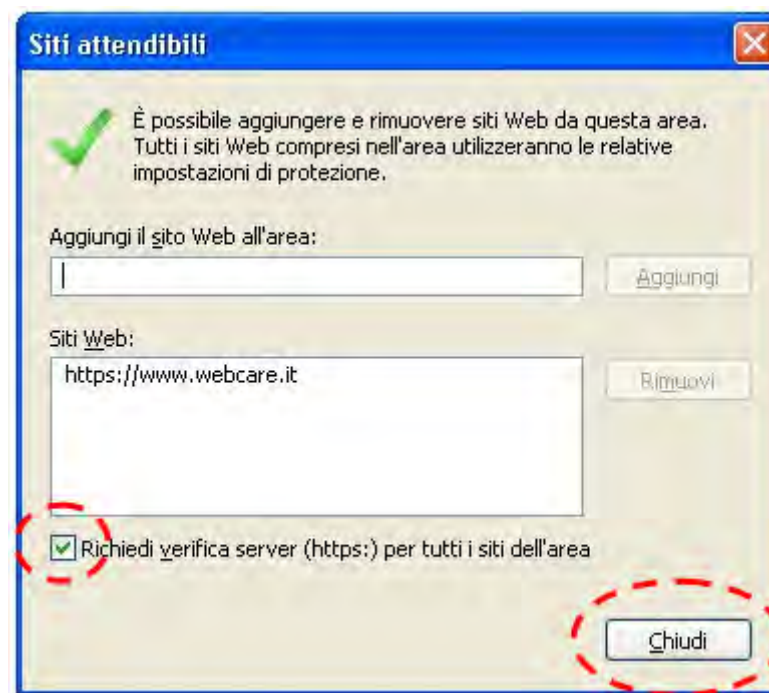 Siti attendibili
È possibile aggiungere e rimuovere siti Web da questa area.
Tutti i siti Web compresi nell'area utilizzeranno le relative
impostazioni di protezione.
Aggiungi il sito Web all'area:
Aggiungi
Siti Web:
https://www.webcare.it
Rimuovi
Richiedi verifica server (https:) per tutti i siti dell'area
Chiudi